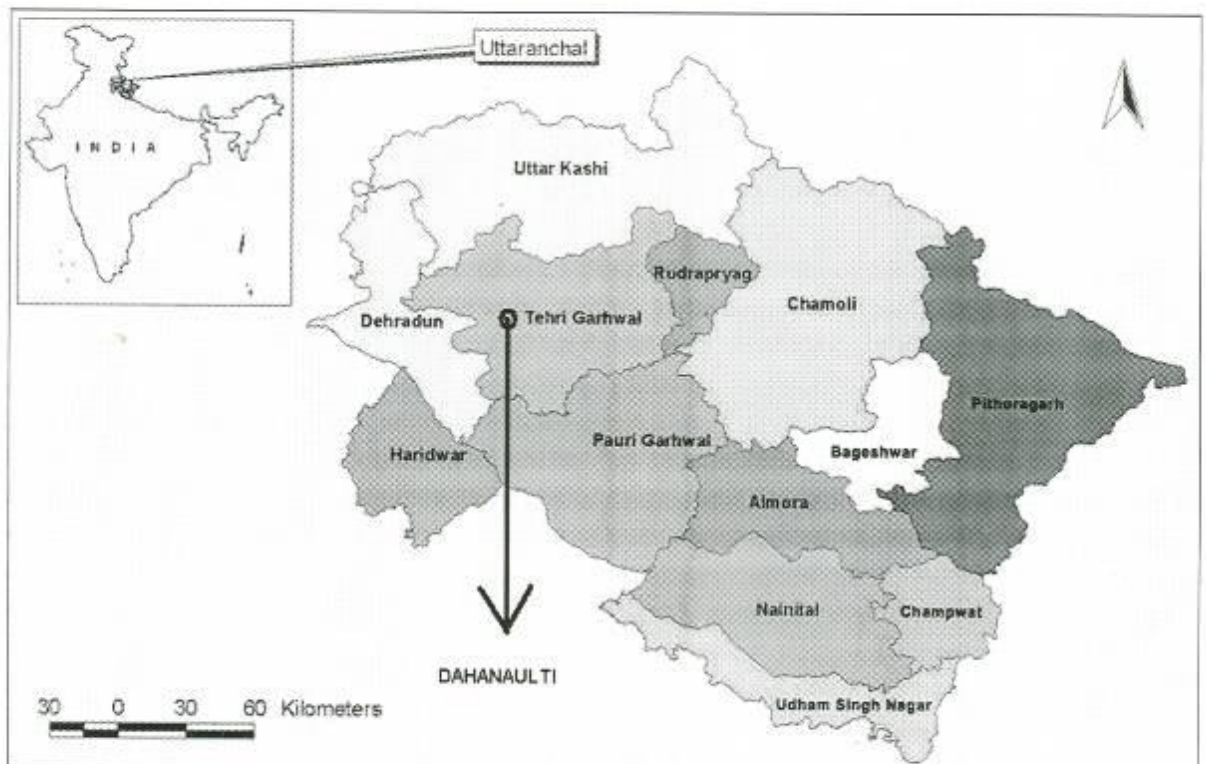 Uttaranchal
INDIA
Uttar Kashi
Rudrapryag
Chamoli
Dehradun
Tehri Garhwal
Pithoragarh
Haridwar
Pauri Garhwal
Bageshwar
Almora
Nainital
Champwat
DAHANAULTI
Udham Singh Nagar
30 0 30 60 Kilometers